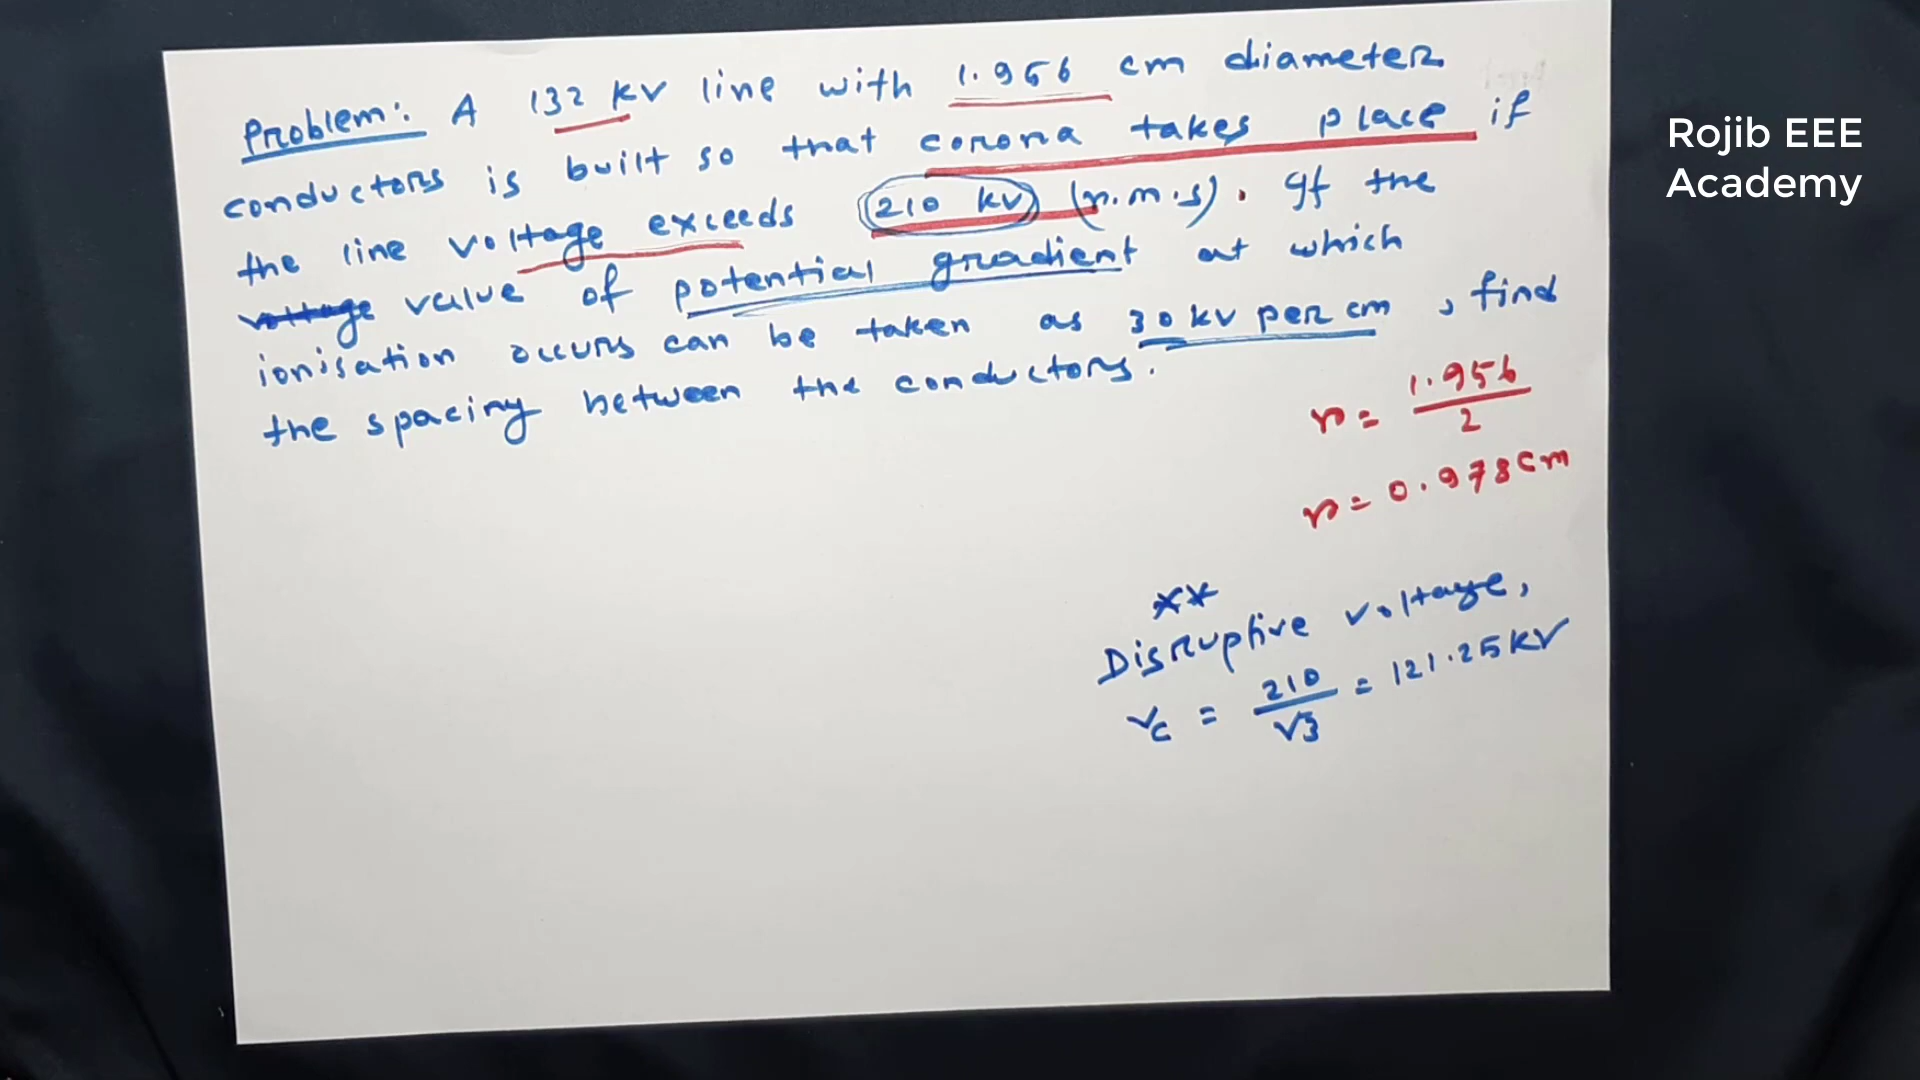 Problem: A 132 kV line with 1.956 cm diameter
conductors is built so that corona takes place if
the line voltage exceeds 210 kV (r.m.s). If the
voltage value of potential gradient at which
ionisation occurs can be taken as 30 kV per cm, find
the spacing between the conductors.
r = 1.956/2
r = 0.978 cm
**
Disruptive voltage,
Vc = 210/√3 = 121.25 kV
Rojib EEE
Academy